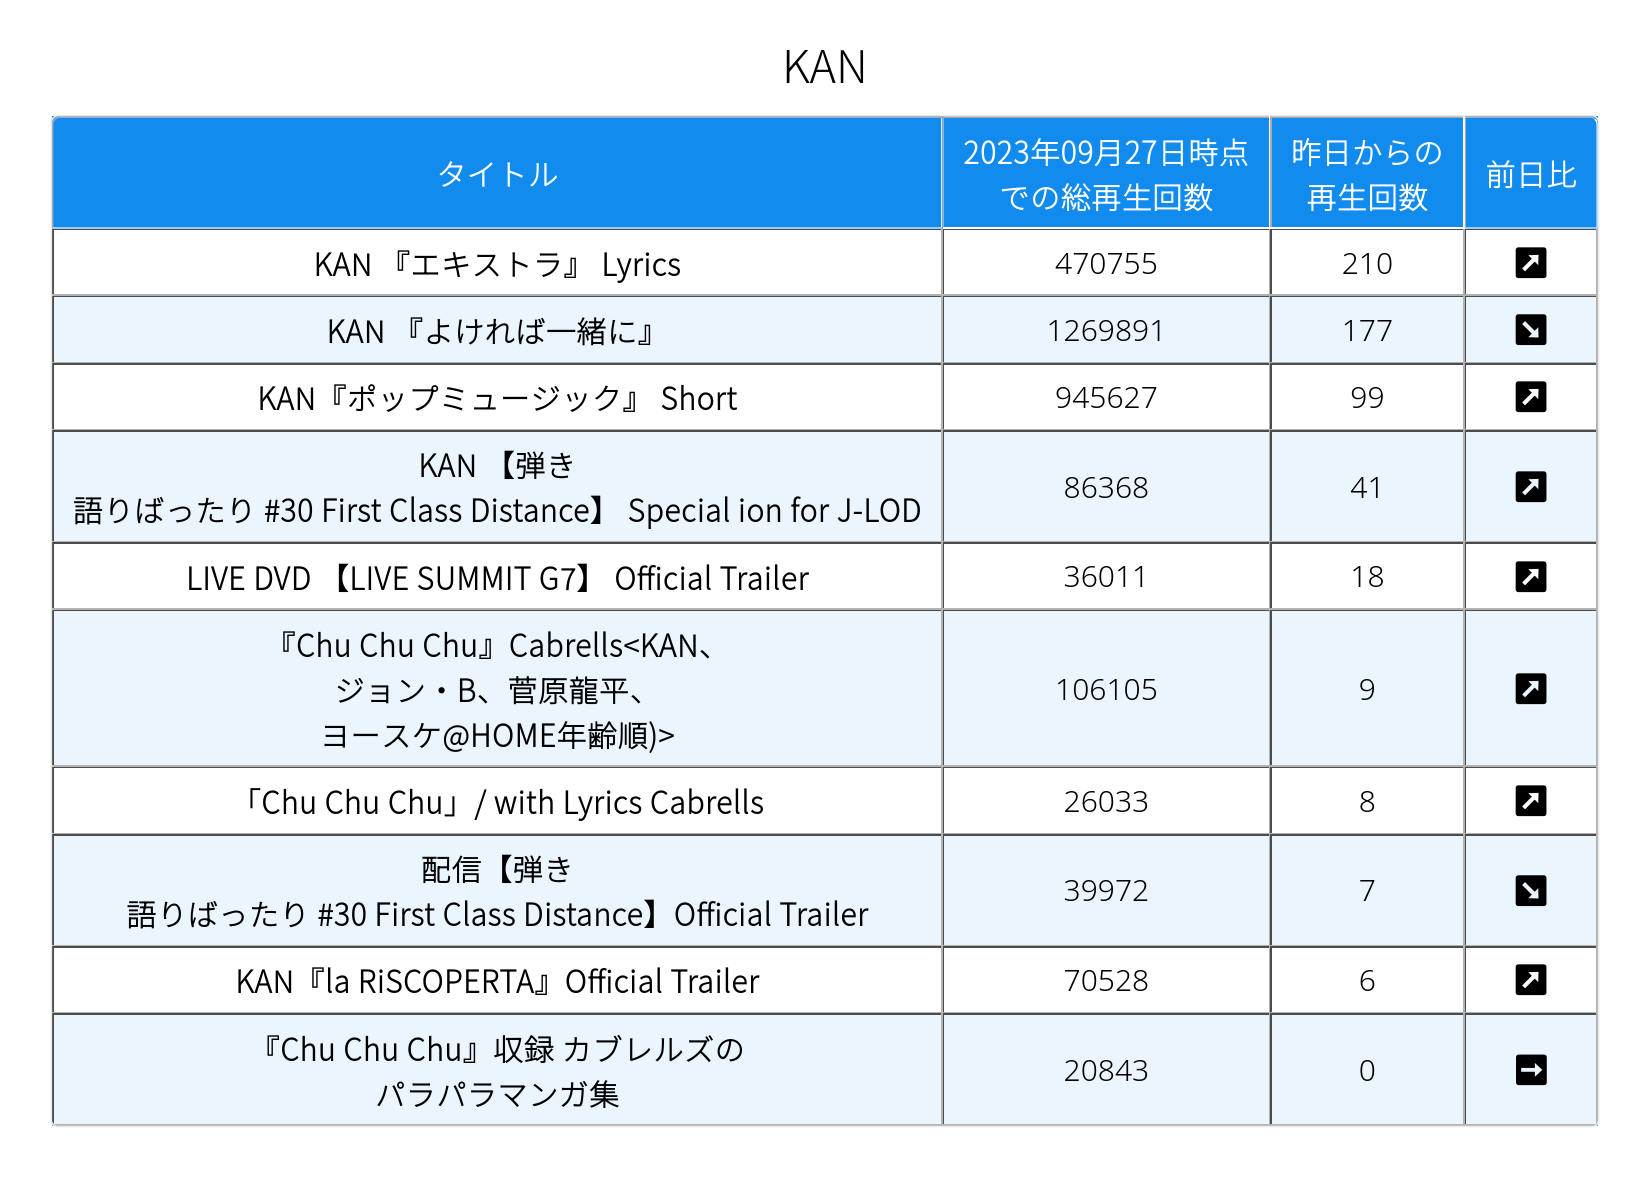 KAN
タイトル
2023年09月27日時点
での総再生回数
昨日からの
再生回数
前日比
KAN 『エキストラ』 Lyrics
470755
210
KAN 『よければ一緒に』
1269891
177
KAN『ポップミュージック』 Short
945627
99
KAN 【弾き
語りばったり #30 First Class Distance】 Special ion for J-LOD
86368
41
LIVE DVD 【LIVE SUMMIT G7】 Official Trailer
36011
18
『Chu Chu Chu』Cabrells<KAN、
ジョン・B、菅原龍平、
ヨースケ@HOME年齢順)>
106105
9
「Chu Chu Chu」/ with Lyrics Cabrells
26033
8
配信【弾き
語りばったり #30 First Class Distance】Official Trailer
39972
7
KAN『la RiSCOPERTA』Official Trailer
70528
6
『Chu Chu Chu』収録 カブレルズの
パラパラマンガ集
20843
0